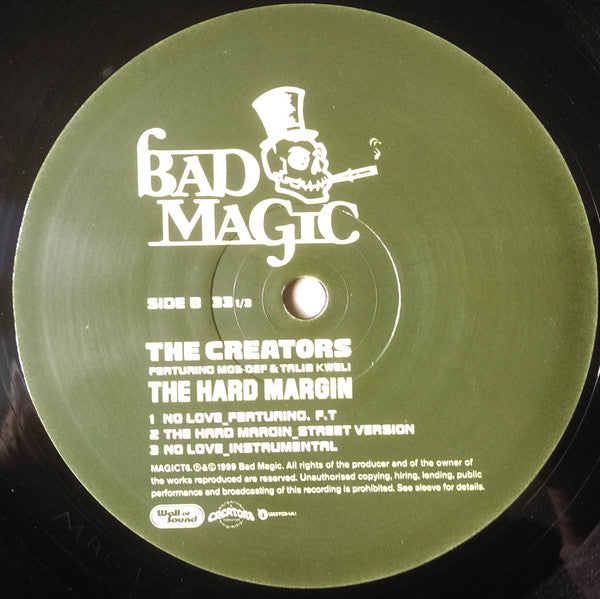 BAD
MAGIC
SIDE B 33 1/3
THE CREATORS
FEATURING MOS DEF & TALIB KWELI
THE HARD MARGIN
1 NO LOVE_FEATURING. F.T
2 THE HARD MARGIN_STREET VERSION
3 NO LOVE_INSTRUMENTAL
MAGICT6. ℗&© 1999 Bad Magic. All rights of the producer and of the owner of
the works reproduced are reserved. Unauthorised copying, hiring, lending, public
performance and broadcasting of this recording is prohibited. See sleeve for details.
Wall of
Sound
CREATORS
GOTCHA!